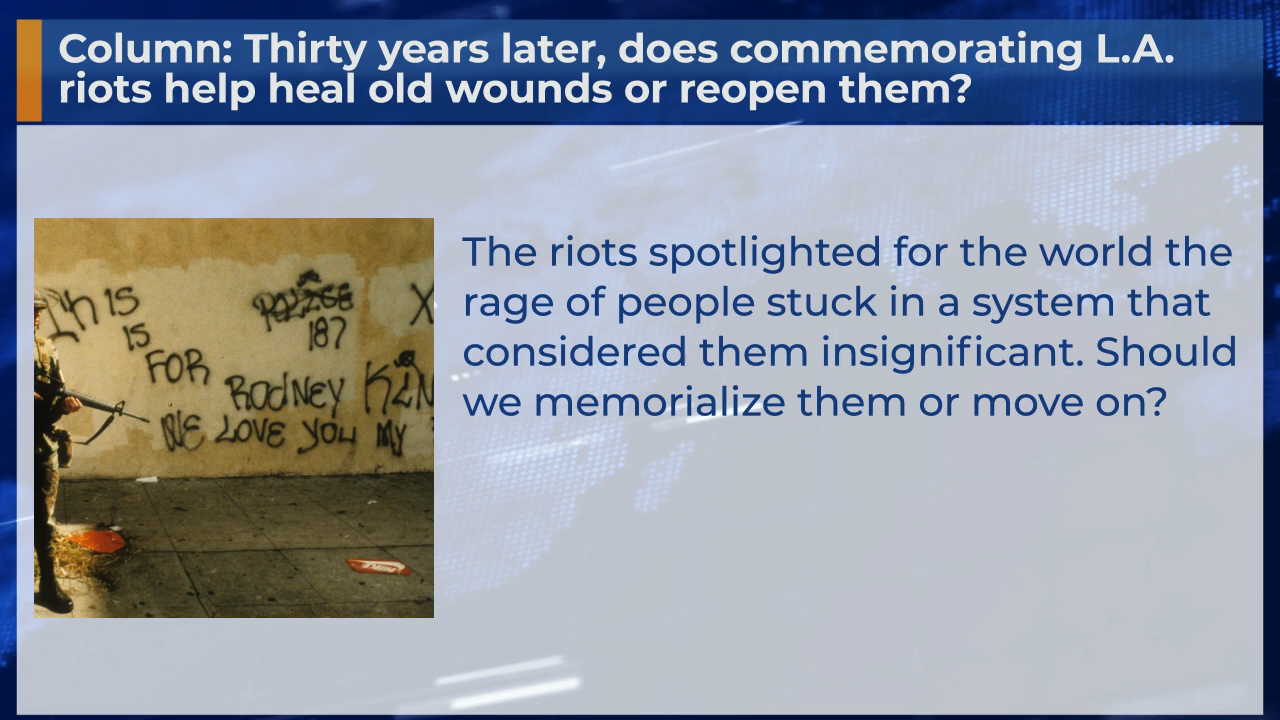 Column: Thirty years later, does commemorating L.A.
riots help heal old wounds or reopen them?
The riots spotlighted for the world the
rage of people stuck in a system that
considered them insignificant. Should
we memorialize them or move on?
IS
IS
187
FOR
RODNEY
WE LOVE YOU MY